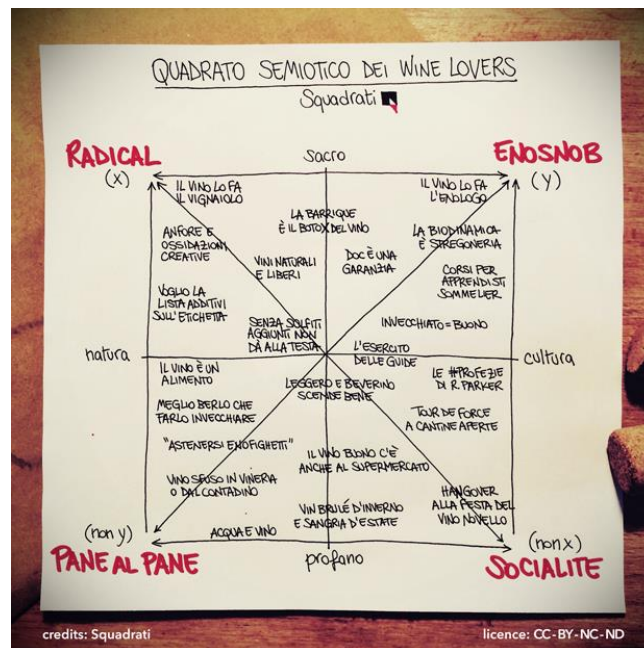 QUADRATO SEMIOTICO DEI WINE LOVERS
Squadrati
RADICAL
(x)
sacro
ENOSNOB
(y)
IL VINO LO FA
IL VIGNAIOLO
IL VINO LO FA
L'ENOLOGO
LA BARRIQUE
È IL BOTOX DEL VINO
ANFORE E
OSSIDAZIONI
CREATIVE
LA BIODINAMICA
È STREGONERIA
VINI NATURALI
E LIBERI
DOC È UNA
GARANZIA
CORSI PER
APPRENDISTI
SOMMELIER
VOGLIO LA
LISTA ADDITIVI
SULL'ETICHETTA
SENZA SOLFITI
AGGIUNTI NON
DÀ ALLA TESTA
INVECCHIATO = BUONO
natura
L'ESERCITO
DELLE GUIDE
cultura
IL VINO È UN
ALIMENTO
LE #PROFEZIE
DI R. PARKER
LEGGERO E BEVERINO
SCENDE BENE
MEGLIO BERLO CHE
FARLO INVECCHIARE
TOUR DE FORCE
A CANTINE APERTE
"ASTENERSI ENOFIGHETTI"
IL VINO BUONO C'È
ANCHE AL SUPERMERCATO
VINO SFUSO IN VINERIA
O DAL CONTADINO
HANGOVER
ALLA FESTA DEL
VINO NOVELLO
VIN BRULÉ D'INVERNO
E SANGRIA D'ESTATE
(non y)
ACQUA E VINO
(non x)
PANE AL PANE
profano
SOCIALITE
credits: Squadrati
licence: CC-BY-NC-ND